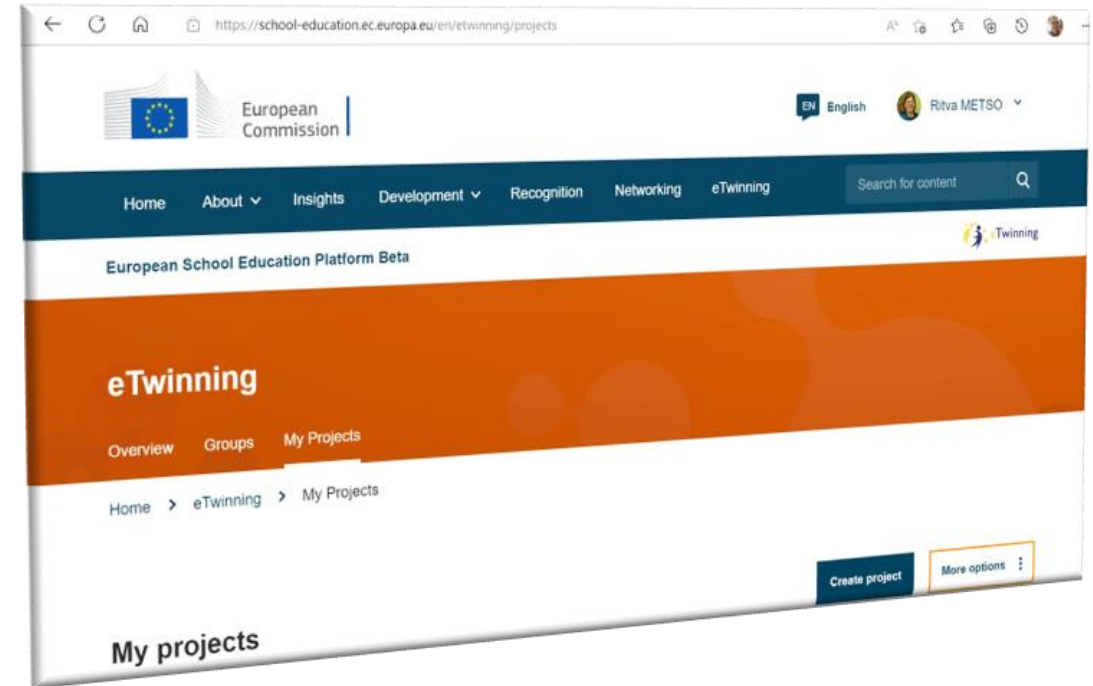 https://school-education.ec.europa.eu/en/etwinning/projects
European
Commission
EN English Ritva METSO
Home About Insights Development Recognition Networking eTwinning Search for content
eTwinning
European School Education Platform Beta
eTwinning
Overview Groups My Projects
Home > eTwinning > My Projects
Create project More options
My projects